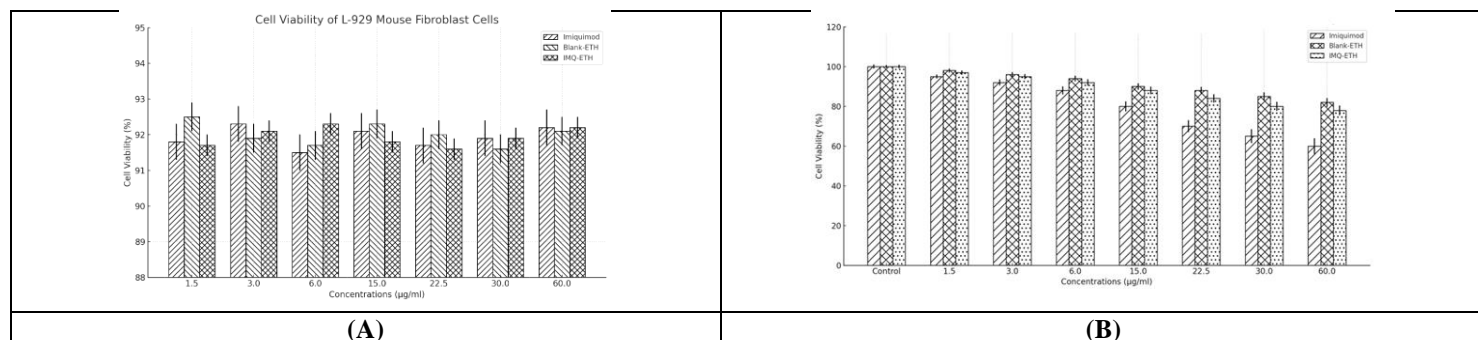 Cell Viability of L-929 Mouse Fibroblast Cells
Imiquimod
Blank-ETH
IMQ-ETH
95
94
93
92
91
90
89
88
Cell Viability (%)
1.5 3.0 6.0 15.0 22.5 30.0 60.0
Concentrations (µg/ml)
(A)
Imiquimod
Blank-ETH
IMQ-ETH
120
100
80
60
40
20
0
Cell Viability (%)
Control 1.5 3.0 6.0 15.0 22.5 30.0 60.0
Concentrations (µg/ml)
(B)